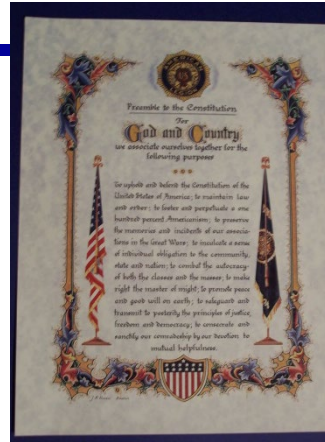 AMERICAN
LEGION
Preamble to the Constitution
For
God and Country
we associate ourselves together for the
following purposes
To uphold and defend the Constitution of the
United States of America; to maintain law
and order; to foster and perpetuate a one
hundred percent Americanism; to preserve
the memories and incidents of our associa-
tions in the Great Wars; to inculcate a sense
of individual obligation to the community,
state and nation; to combat the autocracy
of both the classes and the masses; to make
right the master of might; to promote peace
and good will on earth; to safeguard and
transmit to posterity the principles of justice,
freedom and democracy; to consecrate and
sanctify our comradeship by our devotion to
mutual helpfulness.